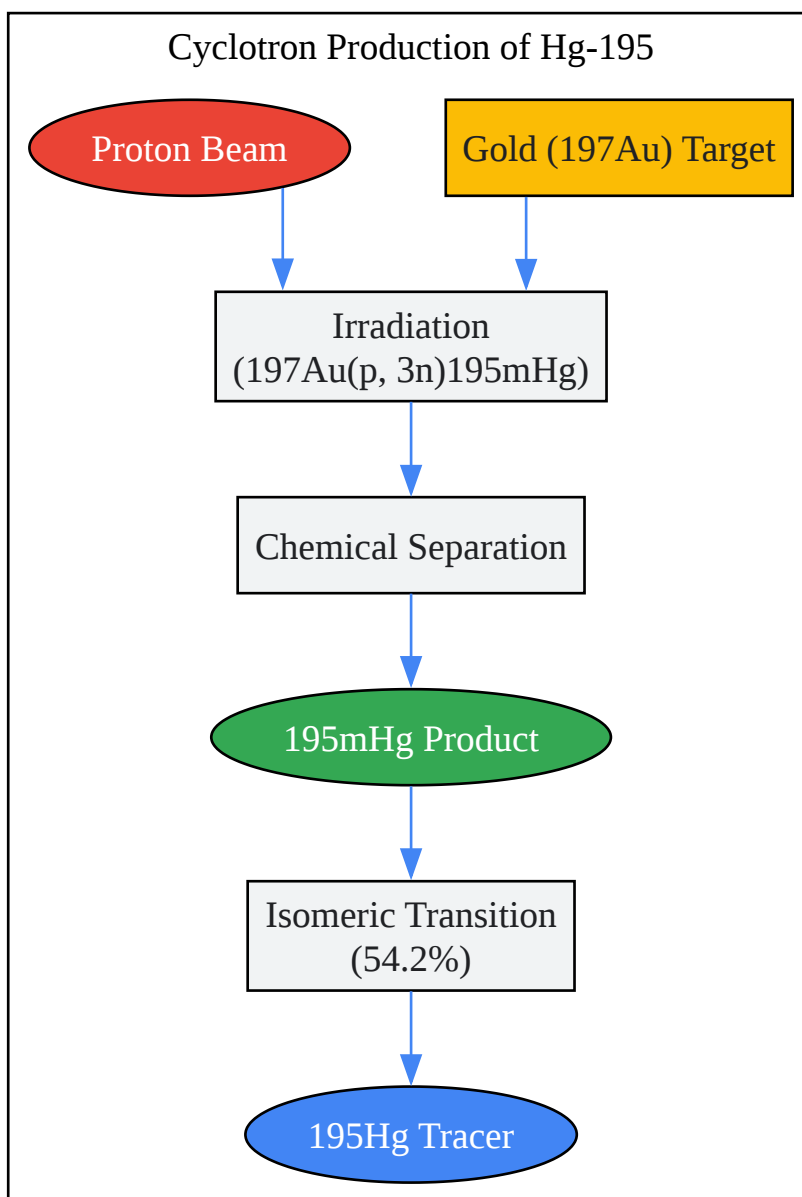 Cyclotron Production of Hg-195
Proton Beam
Gold (197Au) Target
Irradiation
(197Au(p, 3n)195mHg)
Chemical Separation
195mHg Product
Isomeric Transition
(54.2%)
195Hg Tracer